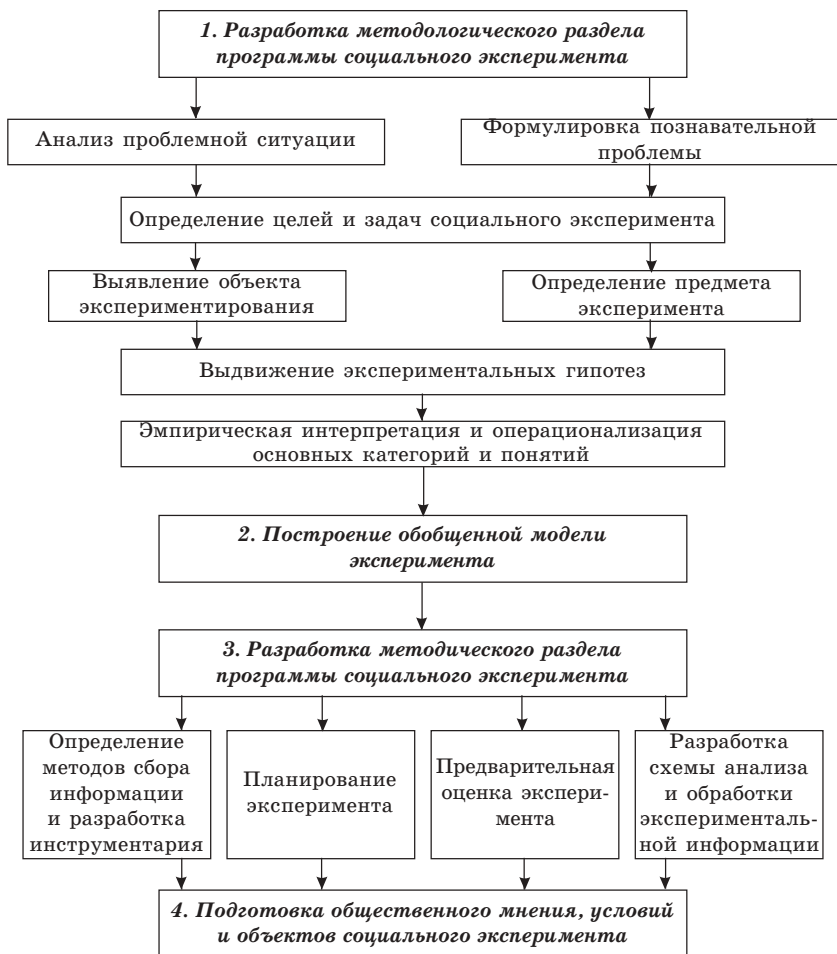 1. Разработка методологического раздела
программы социального эксперимента
Анализ проблемной ситуации
Формулировка познавательной
проблемы
Определение целей и задач социального эксперимента
Выявление объекта
экспериментирования
Определение предмета
эксперимента
Выдвижение экспериментальных гипотез
Эмпирическая интерпретация и операционализация
основных категорий и понятий
2. Построение обобщенной модели
эксперимента
3. Разработка методического раздела
программы социального эксперимента
Определение
методов сбора
информации
и разработка
инструментария
Планирование
эксперимента
Предварительная
оценка экспери-
мента
Разработка
схемы анализа
и обработки
эксперименталь-
ной информации
4. Подготовка общественного мнения, условий
и объектов социального эксперимента